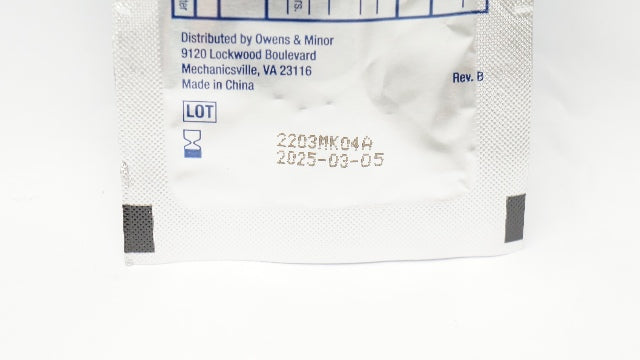 Distributed by Owens & Minor
9120 Lockwood Boulevard
Mechanicsville, VA 23116
Made in China
Rev. B
LOT
2203MK04A
2025-03-05